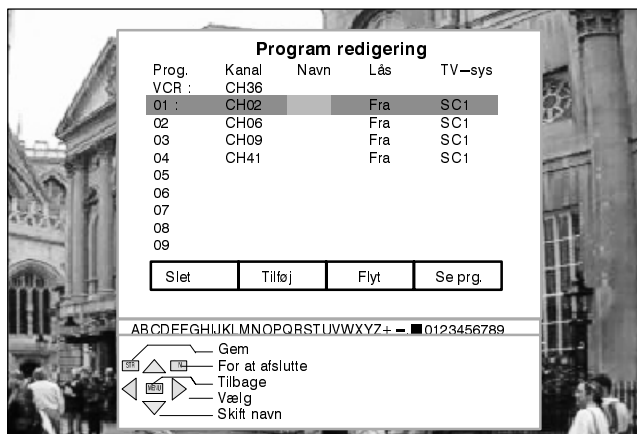 Program redigering
Prog. Kanal Navn Lås TV–sys
VCR : CH36
01 : CH02 Fra SC1
02 CH06 Fra SC1
03 CH09 Fra SC1
04 CH41 Fra SC1
05
06
07
08
09
Slet Tilføj Flyt Se prg.
ABCDEFGHIJKLMNOPQRSTUVWXYZ+ – . ■ 0123456789
Gem
STR N For at afslutte
Tilbage
MENU Vælg
Skift navn